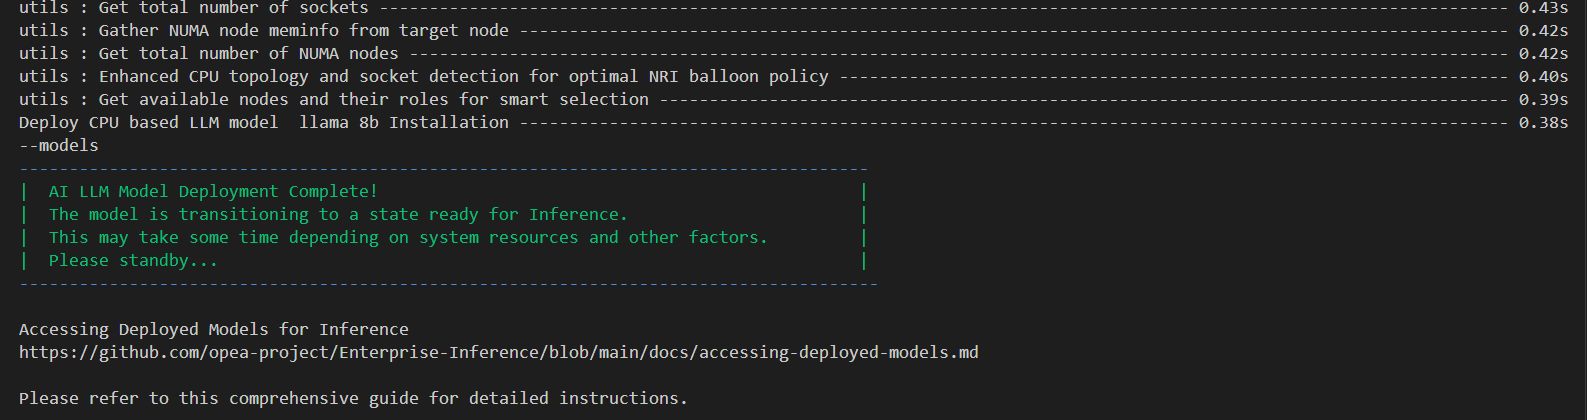 utils : Get total number of sockets ----------------------------------------------------------------------------------------------------------------- 0.43s
utils : Gather NUMA node meminfo from target node --------------------------------------------------------------------------------------------------- 0.42s
utils : Get total number of NUMA nodes -------------------------------------------------------------------------------------------------------------- 0.42s
utils : Enhanced CPU topology and socket detection for optimal NRI balloon policy ------------------------------------------------------------------- 0.40s
utils : Get available nodes and their roles for smart selection ------------------------------------------------------------------------------------- 0.39s
Deploy CPU based LLM model  llama 8b Installation --------------------------------------------------------------------------------------------------- 0.38s
--models
-------------------------------------------------------------------------------------
|  AI LLM Model Deployment Complete!                                                |
|  The model is transitioning to a state ready for Inference.                       |
|  This may take some time depending on system resources and other factors.         |
|  Please standby...                                                                |
--------------------------------------------------------------------------------------
Accessing Deployed Models for Inference
https://github.com/opea-project/Enterprise-Inference/blob/main/docs/accessing-deployed-models.md
Please refer to this comprehensive guide for detailed instructions.